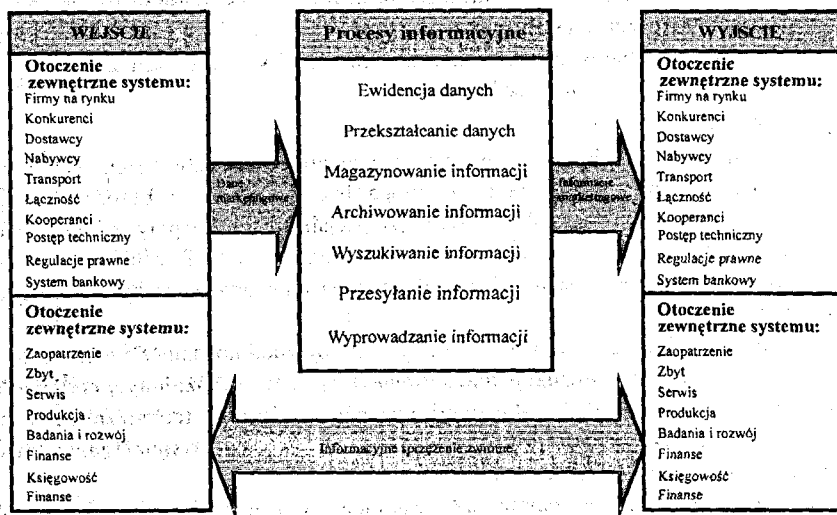 WEJŚCIE
Otoczenie
zewnętrzne systemu:
Firmy na rynku
Konkurenci
Dostawcy
Nabywcy
Transport
Łączność
Kooperanci
Postęp techniczny
Regulacje prawne
System bankowy
Otoczenie
zewnętrzne systemu:
Zaopatrzenie
Zbyt
Serwis
Produkcja
Badania i rozwój
Finanse
Księgowość
Finanse
Dane
marketingowe
Procesy informacyjne
Ewidencja danych
Przekształcanie danych
Magazynowanie informacji
Archiwowanie informacji
Wyszukiwanie informacji
Przesyłanie informacji
Wyprowadzanie informacji
Informacje
marketingowe
Informacyjne sprzężenie zwrotne
WYJŚCIE
Otoczenie
zewnętrzne systemu:
Firmy na rynku
Konkurenci
Dostawcy
Nabywcy
Transport
Łączność
Kooperanci
Postęp techniczny
Regulacje prawne
System bankowy
Otoczenie
zewnętrzne systemu:
Zaopatrzenie
Zbyt
Serwis
Produkcja
Badania i rozwój
Finanse
Księgowość
Finanse